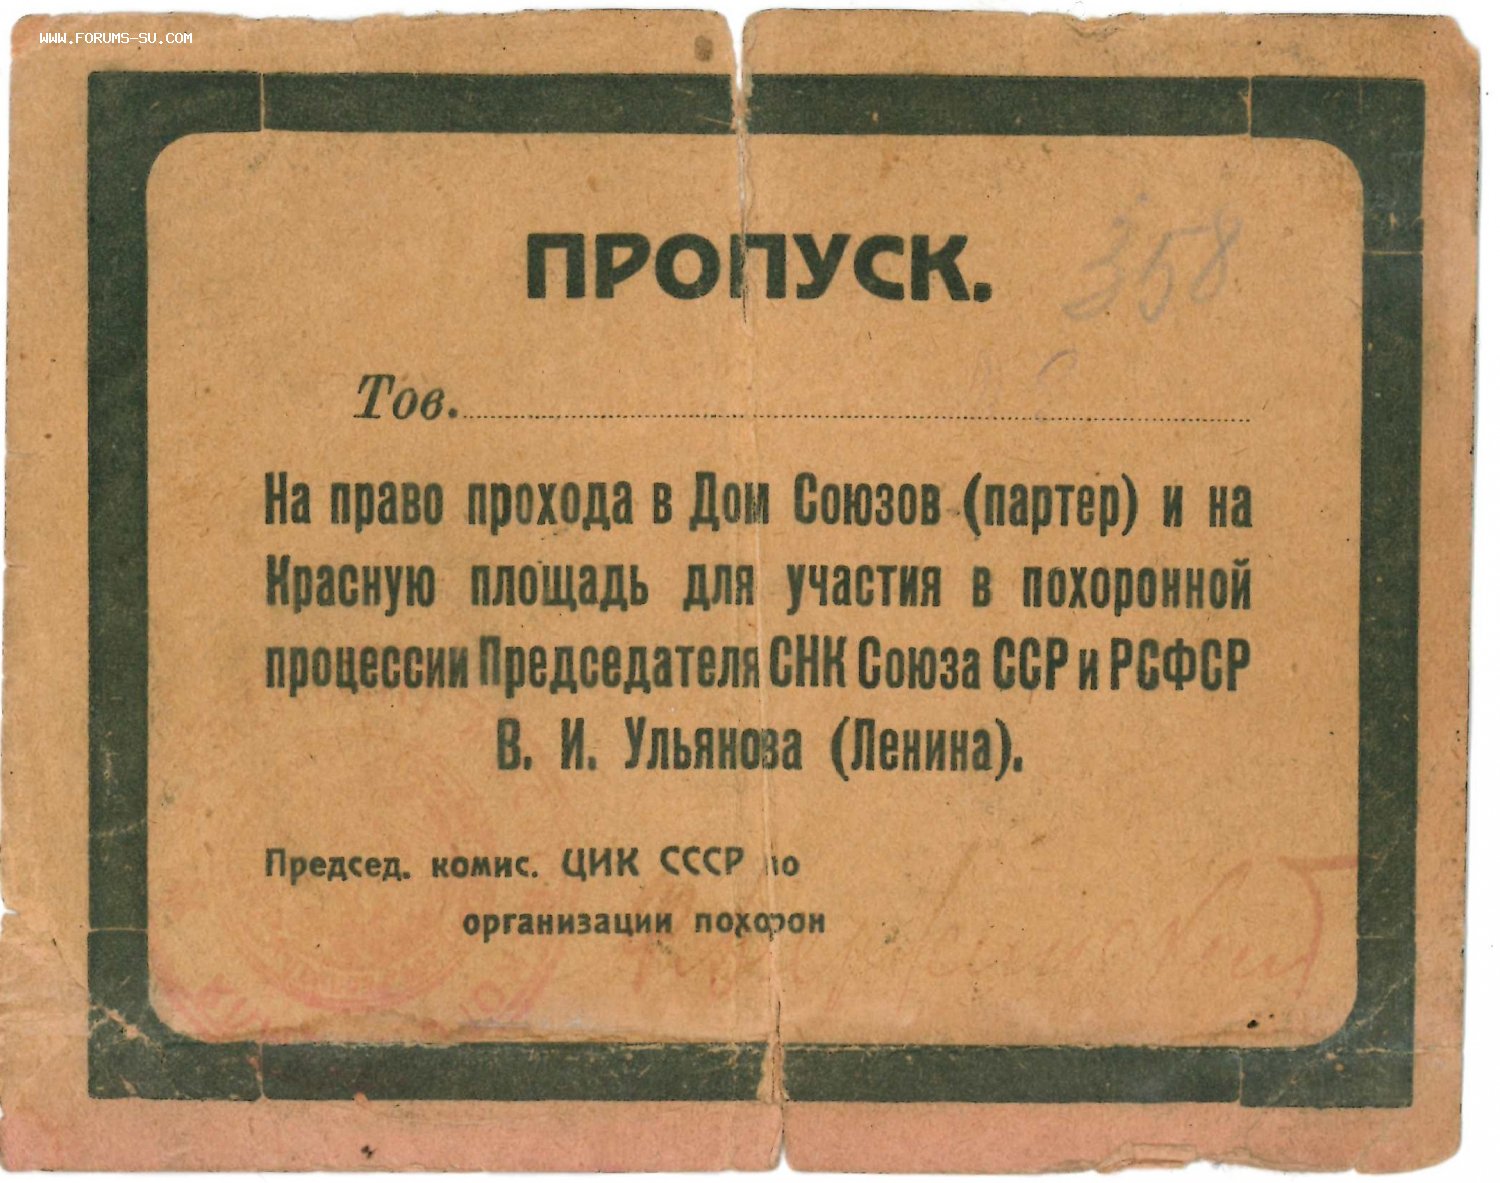 WWW.FORUMS-SU.COM
ПРОПУСК.
358
Тов.
На право прохода в Дом Союзов (партер) и на
Красную площадь для участия в похоронной
процессии Председателя СНК Союза ССР и РСФСР
В. И. Ульянова (Ленина).
Председ. комис. ЦИК СССР по
организации похорон